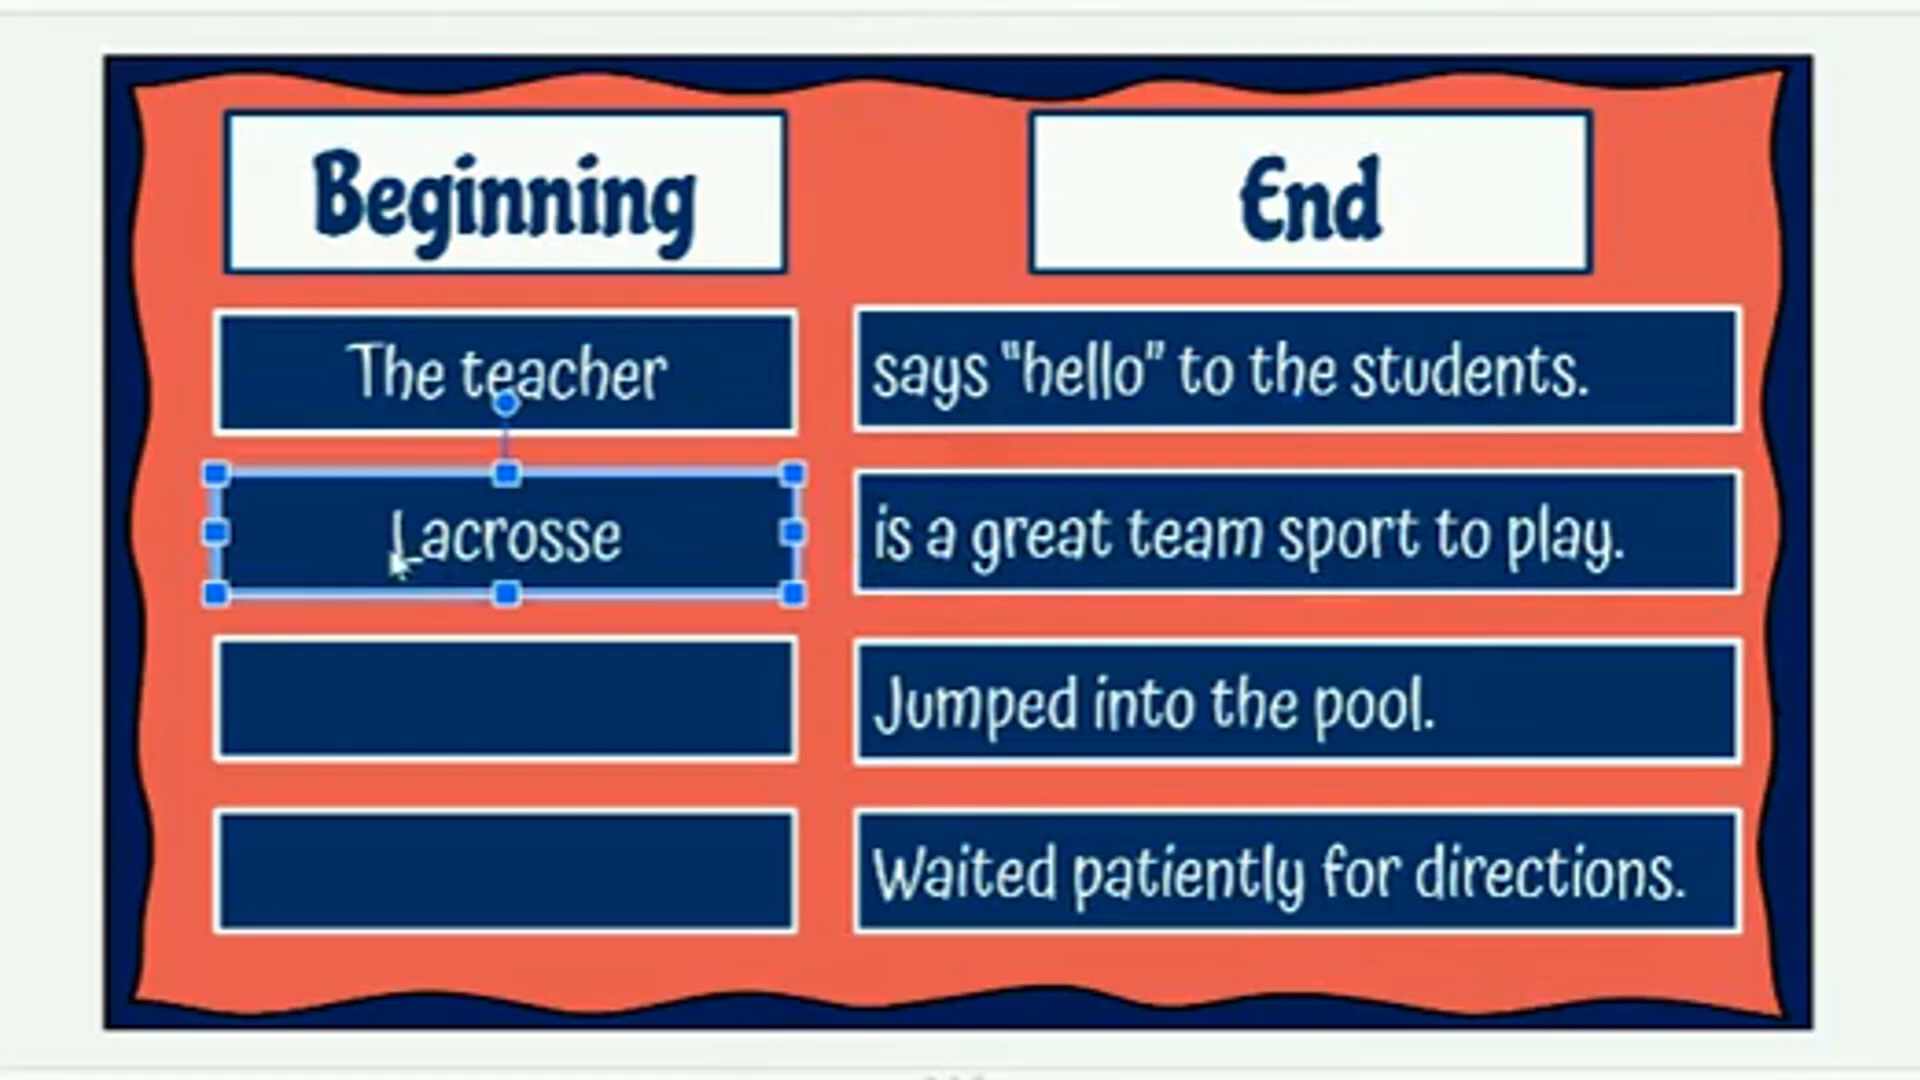 Beginning
End
The teacher
says "hello" to the students.
Lacrosse
is a great team sport to play.
Jumped into the pool.
Waited patiently for directions.